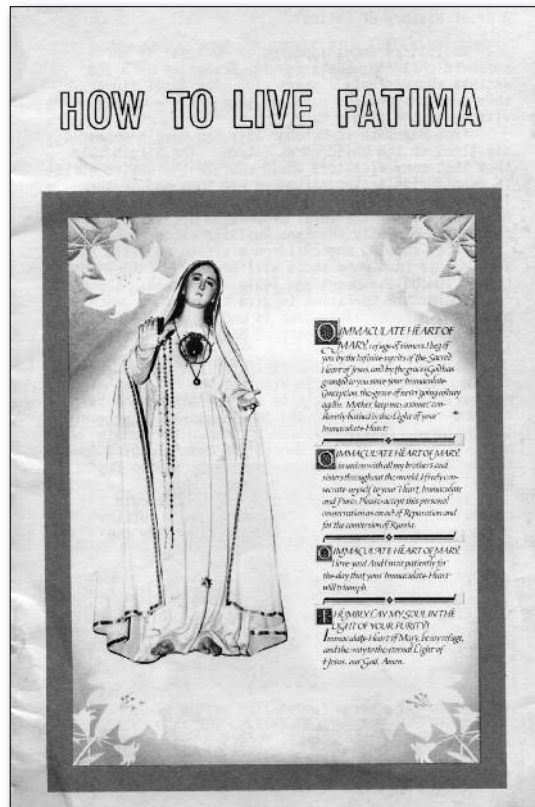 HOW TO LIVE FATIMA
O IMMACULATE HEART OF
MARY, refuge of sinners, I beg of
you by the infinite merits of the Sacred
Heart of Jesus, and by the graces God has
granted to you since your Immaculate
Conception, the grace of never going astray
again. Mother, keep me, a sinner, con-
stantly bathed in the Light of your
Immaculate Heart.
O IMMACULATE HEART OF MARY,
in union with all my brothers and
sisters throughout the world, I freely con-
secrate myself to your Heart, Immaculate
and Pure. Please accept this personal
consecration as an act of Reparation and
for the conversion of Russia.
O IMMACULATE HEART OF MARY,
I love you! And I wait patiently for
the day that your Immaculate Heart
will triumph.
I HUMBLY LAY MY SOUL IN THE
LIGHT OF YOUR PURITY!
Immaculate Heart of Mary, be my refuge,
and the way to the eternal Light of
Jesus, our God. Amen.